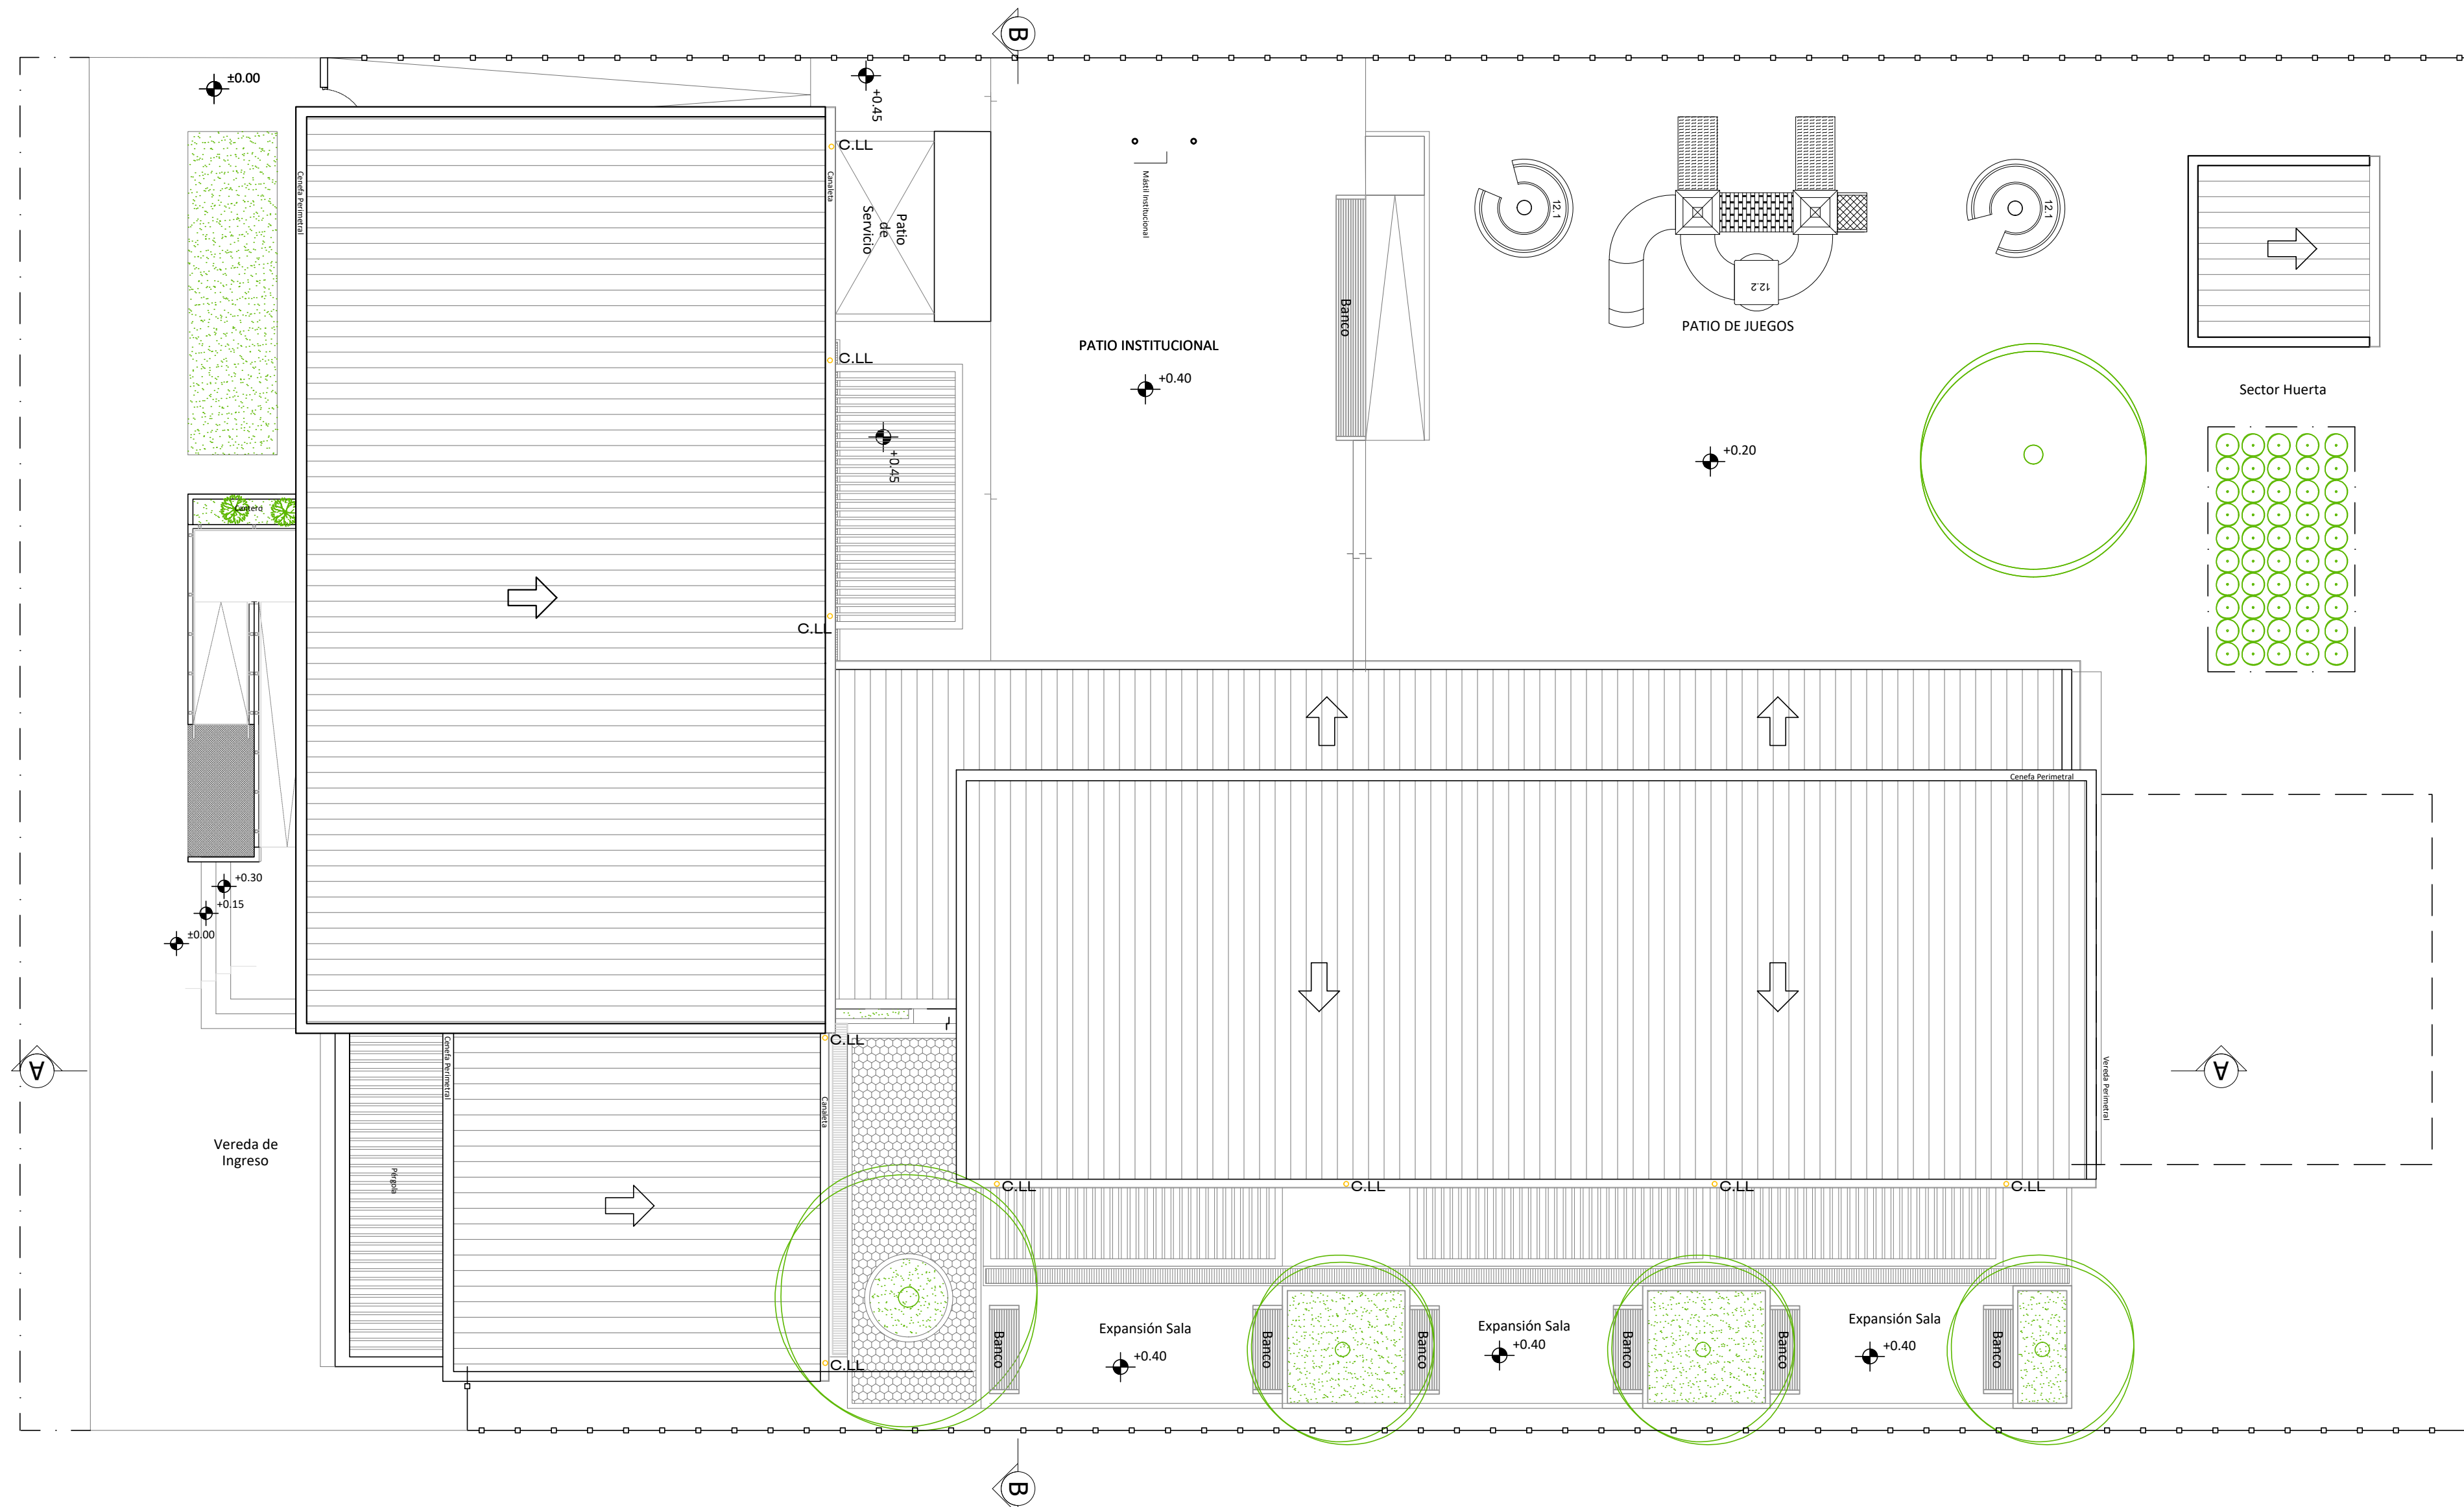 B
±0.00
+0.45
C.LL
Cenefa Perimetral
Canaleta
Patio
de
Servicio
Mástil Institucional
12.1
12.1
12.2
Banco
PATIO DE JUEGOS
PATIO INSTITUCIONAL
C.LL
+0.40
Sector Huerta
+0.45
+0.20
Cantero
C.LL
Cenefa Perimetral
+0.30
+0.15
±0.00
C.LL
Cenefa Perimetral
Canaleta
A
A
Vereda Perimetral
Vereda de
Ingreso
Pérgola
C.LL
C.LL
C.LL
C.LL
Expansión Sala
+0.40
Expansión Sala
+0.40
Expansión Sala
+0.40
Banco
Banco
Banco
Banco
Banco
Banco
C.LL
B